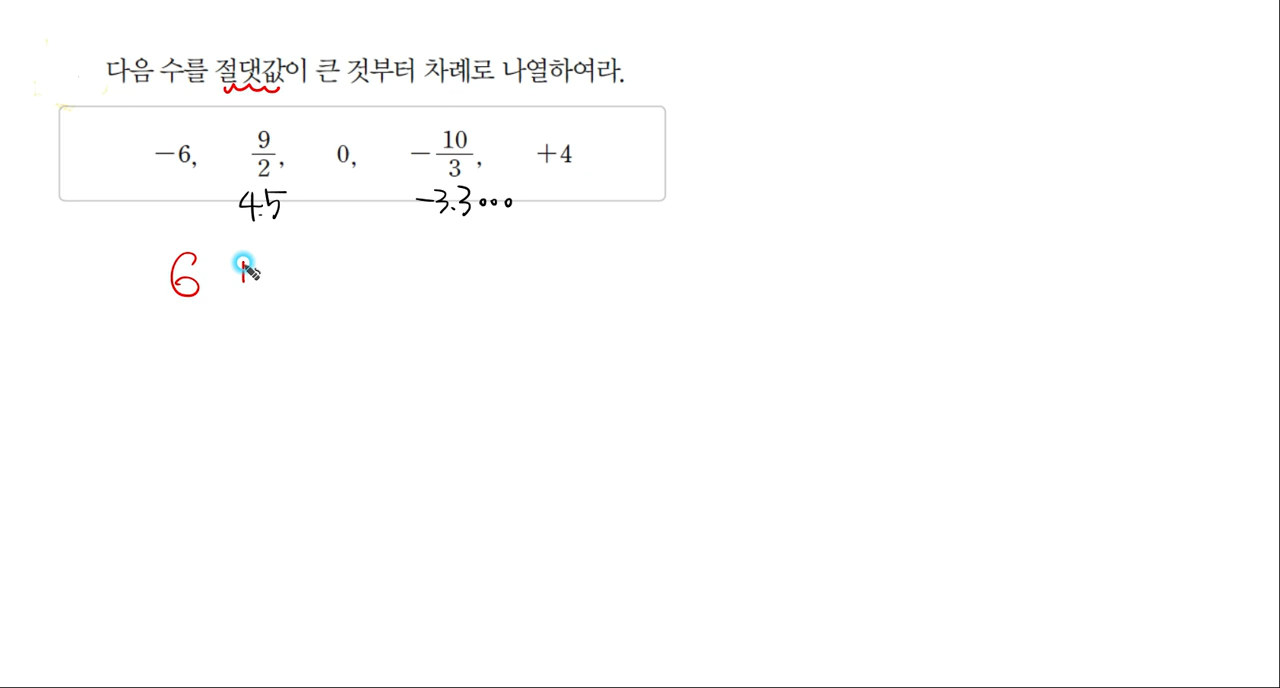 다음 수를 절댓값이 큰 것부터 차례로 나열하여라.
−6, 9/2, 0, −10/3, +4
4.5 −3.3...
6